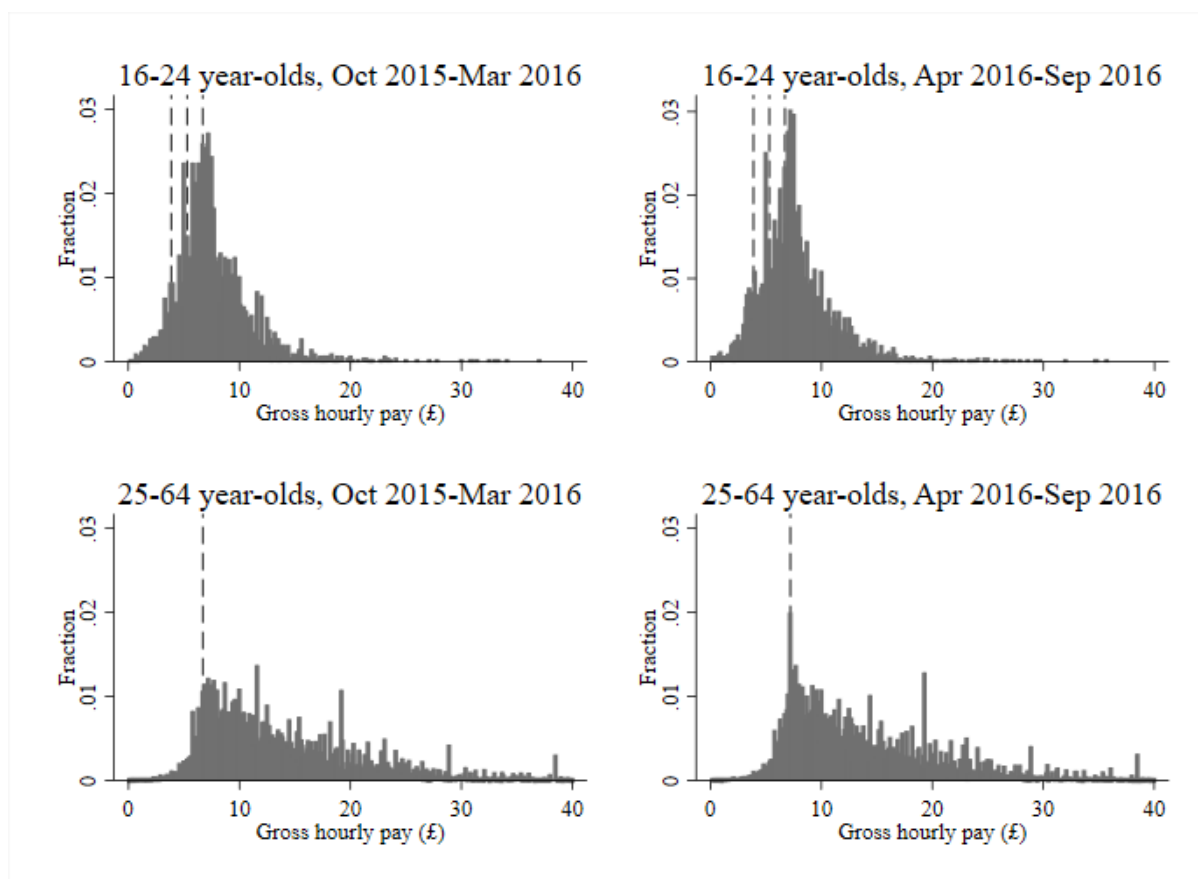 16-24 year-olds, Oct 2015-Mar 2016
Fraction
0 .01 .02 .03
0 10 20 30 40
Gross hourly pay (£)
16-24 year-olds, Apr 2016-Sep 2016
Fraction
0 .01 .02 .03
0 10 20 30 40
Gross hourly pay (£)
25-64 year-olds, Oct 2015-Mar 2016
Fraction
0 .01 .02 .03
0 10 20 30 40
Gross hourly pay (£)
25-64 year-olds, Apr 2016-Sep 2016
Fraction
0 .01 .02 .03
0 10 20 30 40
Gross hourly pay (£)